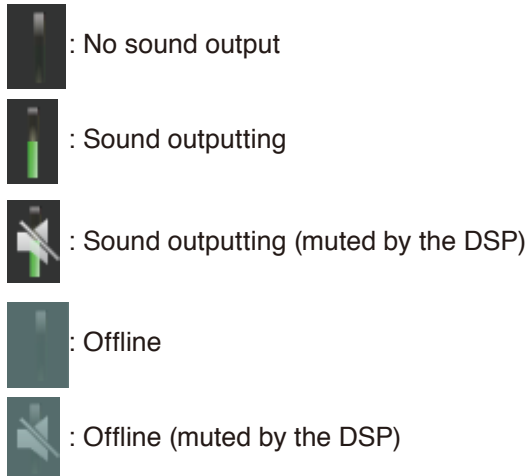 : No sound output
: Sound outputting
: Sound outputting (muted by the DSP)
: Offline
: Offline (muted by the DSP)